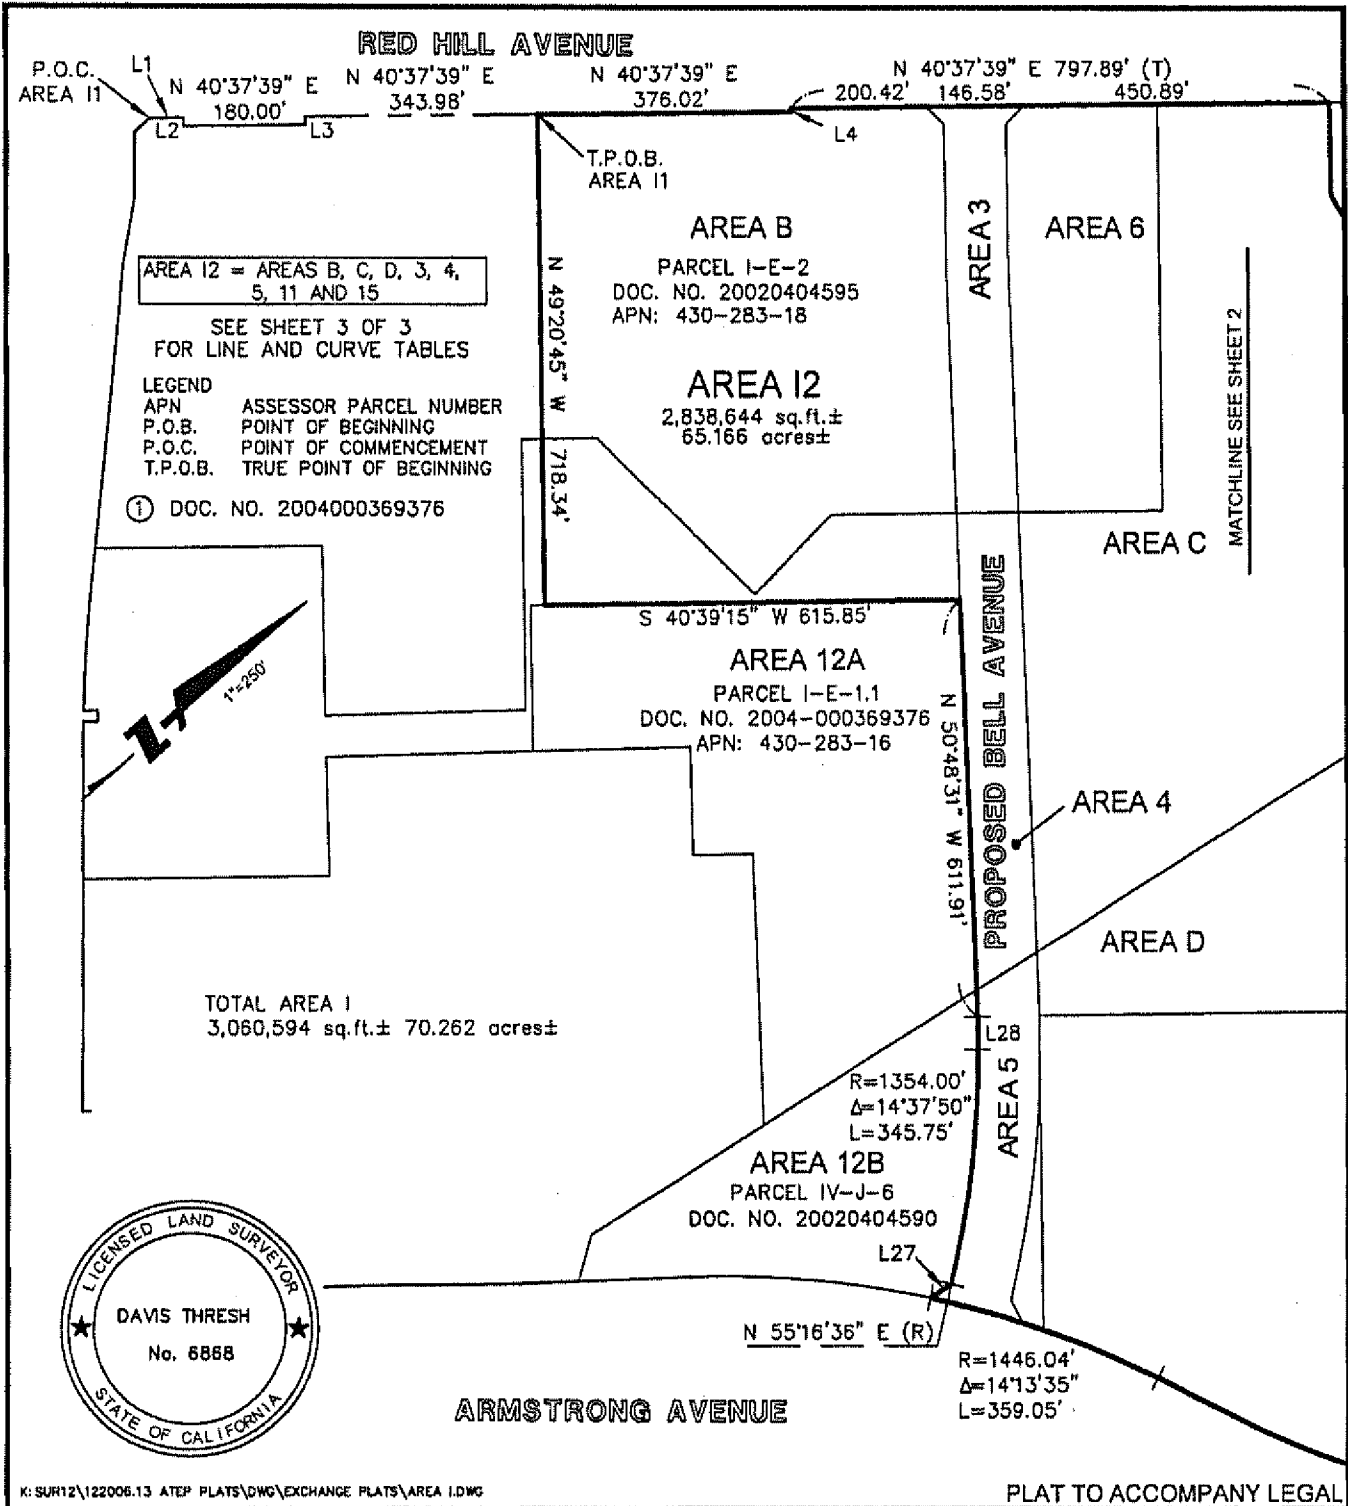 RED HILL AVENUE
P.O.C.
AREA I1
L1
N 40°37'39" E
180.00'
L2
L3
N 40°37'39" E
343.98'
N 40°37'39" E
376.02'
N 40°37'39" E 797.89' (T)
200.42'
146.58'
450.89'
L4
T.P.O.B.
AREA I1
AREA B
PARCEL I-E-2
DOC. NO. 20020404595
APN: 430-283-18
AREA I2
2,838,644 sq.ft.±
65.166 acres±
AREA 3
AREA 6
AREA I2 = AREAS B, C, D, 3, 4,
5, 11 AND 15
SEE SHEET 3 OF 3
FOR LINE AND CURVE TABLES
LEGEND
APN ASSESSOR PARCEL NUMBER
P.O.B. POINT OF BEGINNING
P.O.C. POINT OF COMMENCEMENT
T.P.O.B. TRUE POINT OF BEGINNING
1 DOC. NO. 2004000369376
N 49°20'45" W 718.34'
MATCHLINE SEE SHEET 2
AREA C
S 40°39'15" W 615.85'
AREA 12A
PARCEL I-E-1.1
DOC. NO. 2004-000369376
APN: 430-283-16
N 50°48'31" W 611.91'
PROPOSED BELL AVENUE
AREA 4
AREA D
N
1"=250'
TOTAL AREA I
3,060,594 sq.ft.± 70.262 acres±
L28
R=1354.00'
Δ=14°37'50"
L=345.75'
AREA 5
AREA 12B
PARCEL IV-J-6
DOC. NO. 20020404590
L27
N 55°16'36" E (R)
R=1446.04'
Δ=14°13'35"
L=359.05'
LICENSED LAND SURVEYOR
DAVIS THRESH
No. 6868
STATE OF CALIFORNIA
ARMSTRONG AVENUE
K:SUR12\122006.13 ATEP PLATS\DWG\EXCHANGE PLATS\AREA I.DWG
PLAT TO ACCOMPANY LEGAL